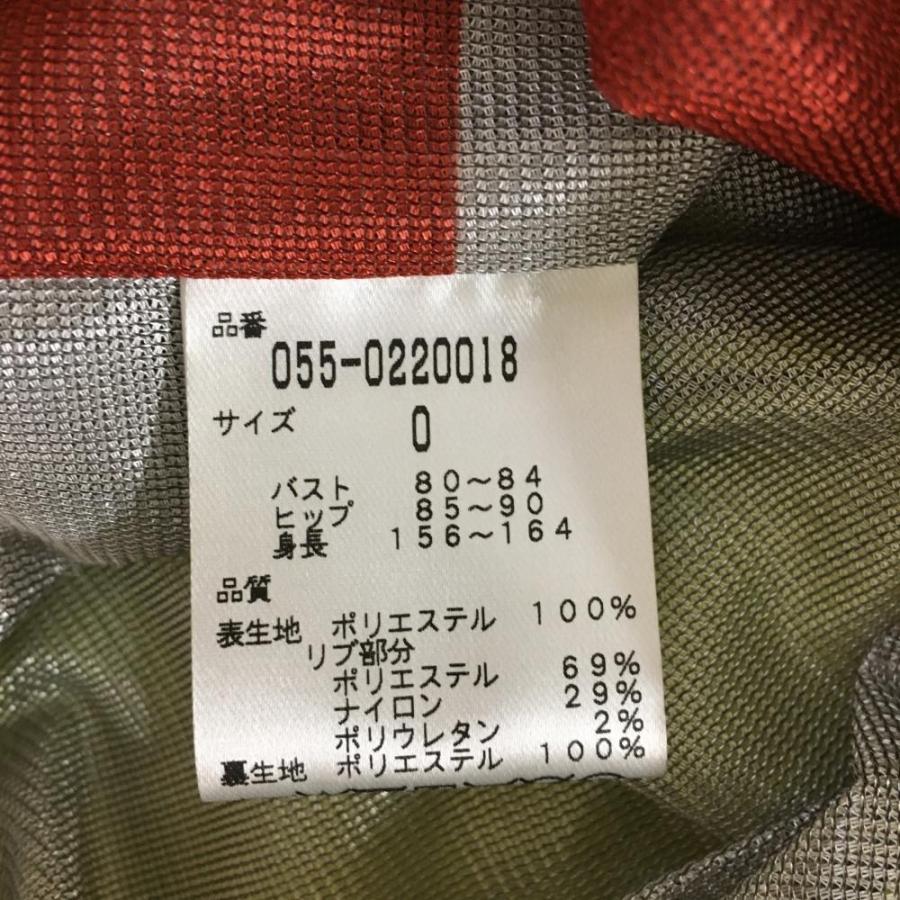 品番
055-0220018
サイズ 0
バスト 80～84
ヒップ 85～90
身長 156～164
品質
表生地 ポリエステル 100%
リブ部分
ポリエステル 69%
ナイロン 29%
ポリウレタン 2%
裏生地 ポリエステル 100%